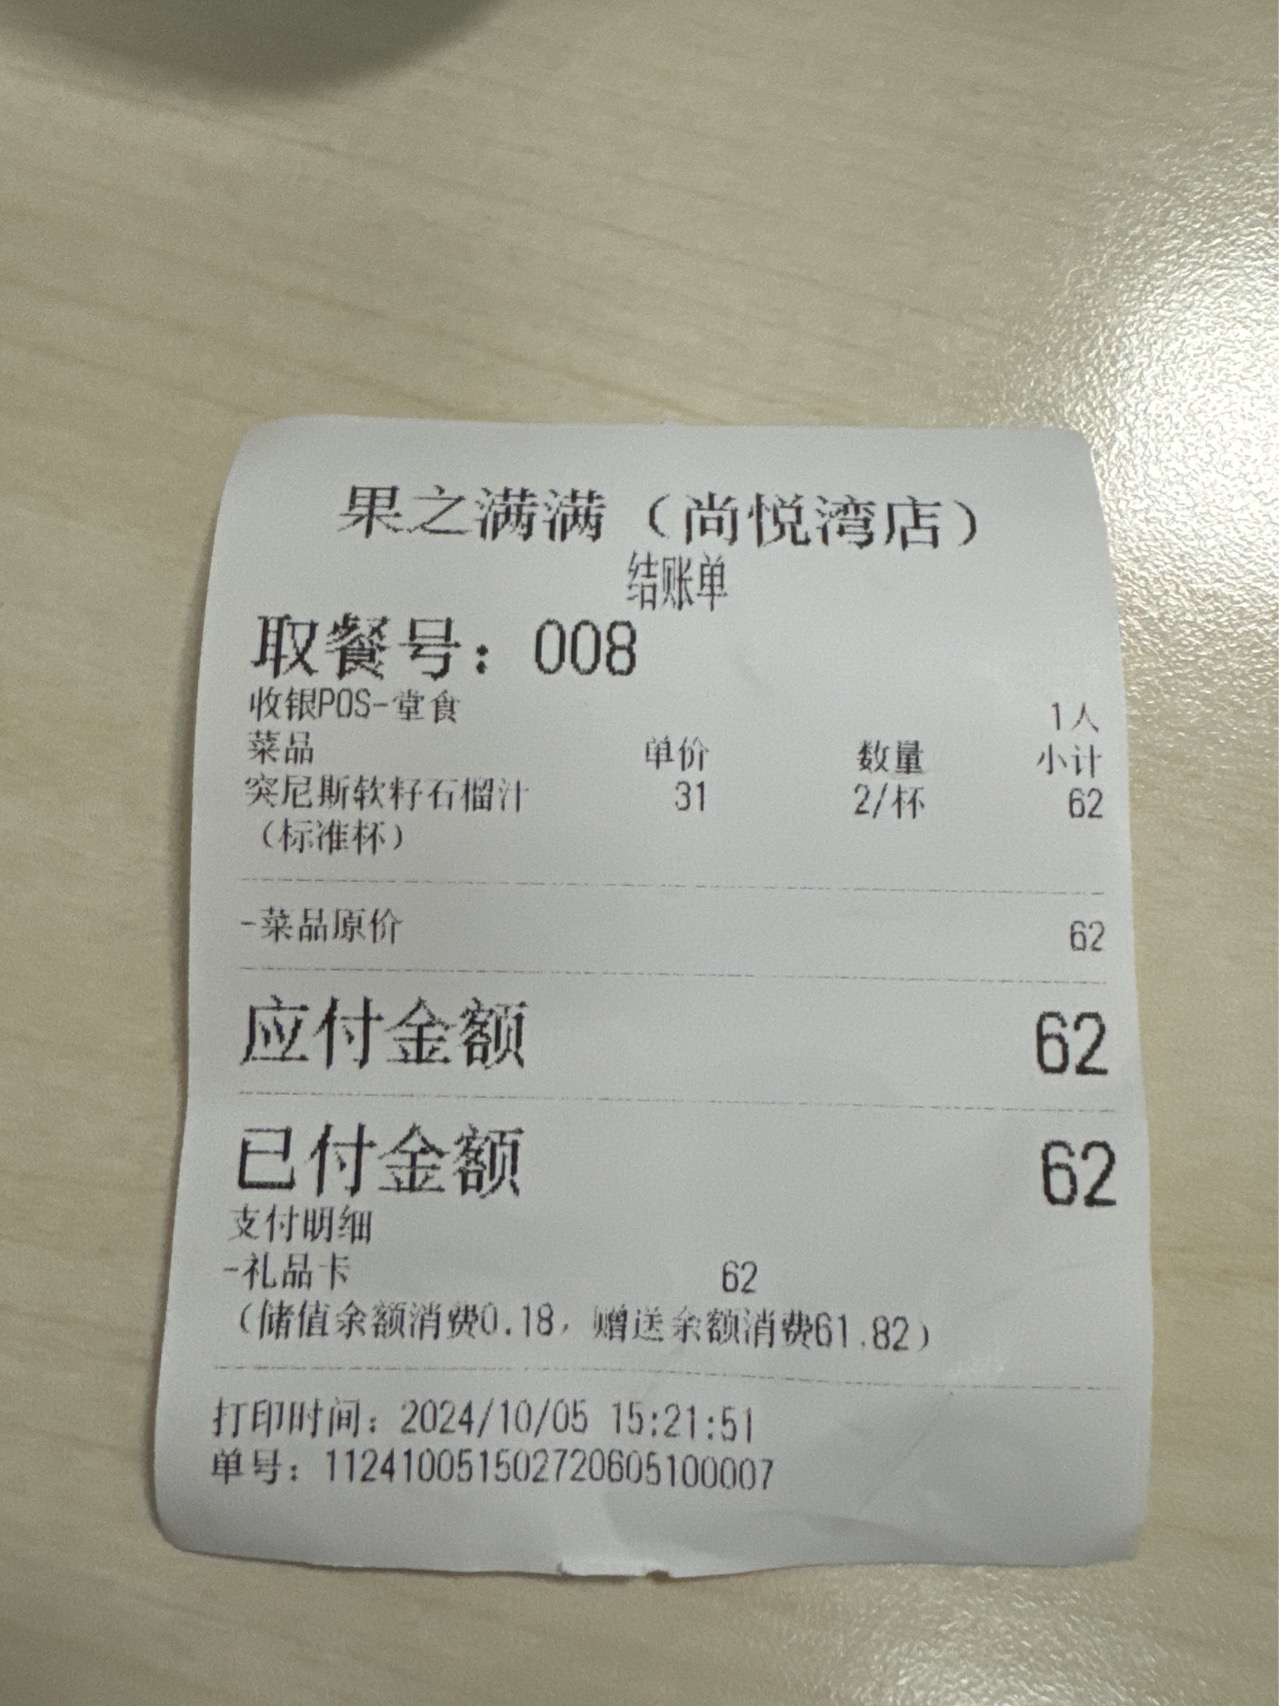 果之满满（尚悦湾店）
结账单
取餐号：008
收银POS-堂食 1人
菜品 单价 数量 小计
突尼斯软籽石榴汁 31 2/杯 62
（标准杯）
-菜品原价 62
应付金额 62
已付金额 62
支付明细
-礼品卡 62
（储值余额消费0.18，赠送余额消费61.82）
打印时间：2024/10/05 15:21:51
单号：112410051502720605100007